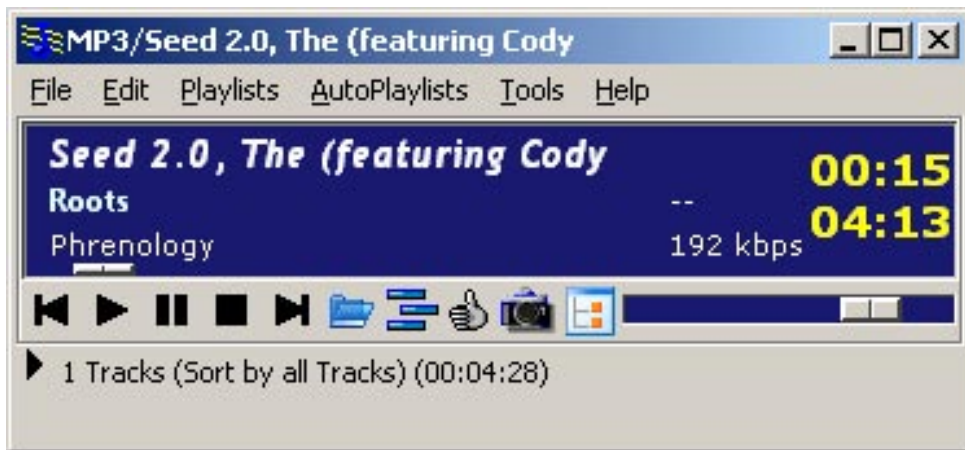 MP3/Seed 2.0, The (featuring Cody
File Edit Playlists AutoPlaylists Tools Help
Seed 2.0, The (featuring Cody
00:15
Roots --
04:13
Phrenology 192 kbps
1 Tracks (Sort by all Tracks) (00:04:28)